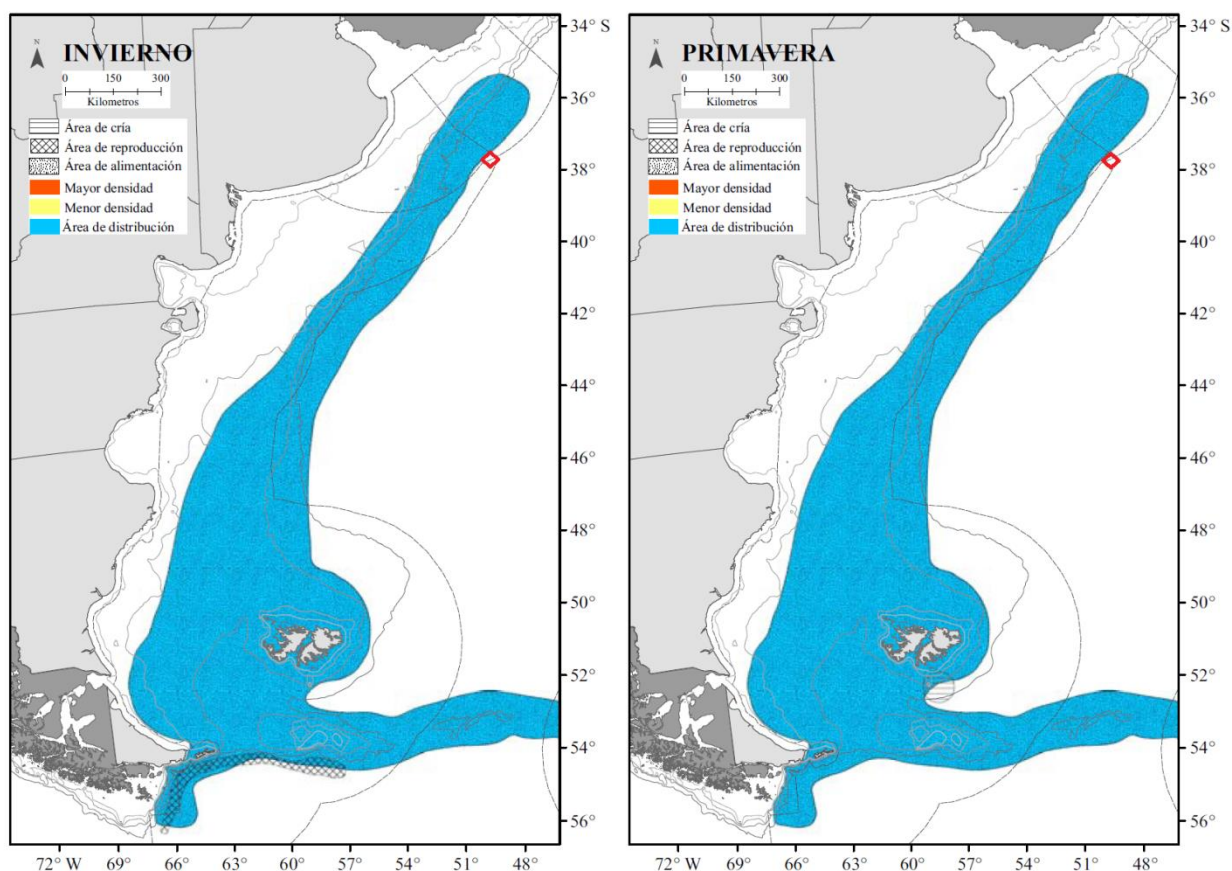 N
INVIERNO
0 150 300
Kilometros
Área de cría
Área de reproducción
Área de alimentación
Mayor densidad
Menor densidad
Área de distribución
34° S
36°
38°
40°
42°
44°
46°
48°
50°
52°
54°
56°
72° W 69° 66° 63° 60° 57° 51° 48°
N
PRIMAVERA
0 150 300
Kilometros
Área de cría
Área de reproducción
Área de alimentación
Mayor densidad
Menor densidad
Área de distribución
34° S
36°
38°
40°
42°
44°
46°
48°
50°
52°
54°
56°
72° W 69° 66° 63° 60° 57° 51° 48°